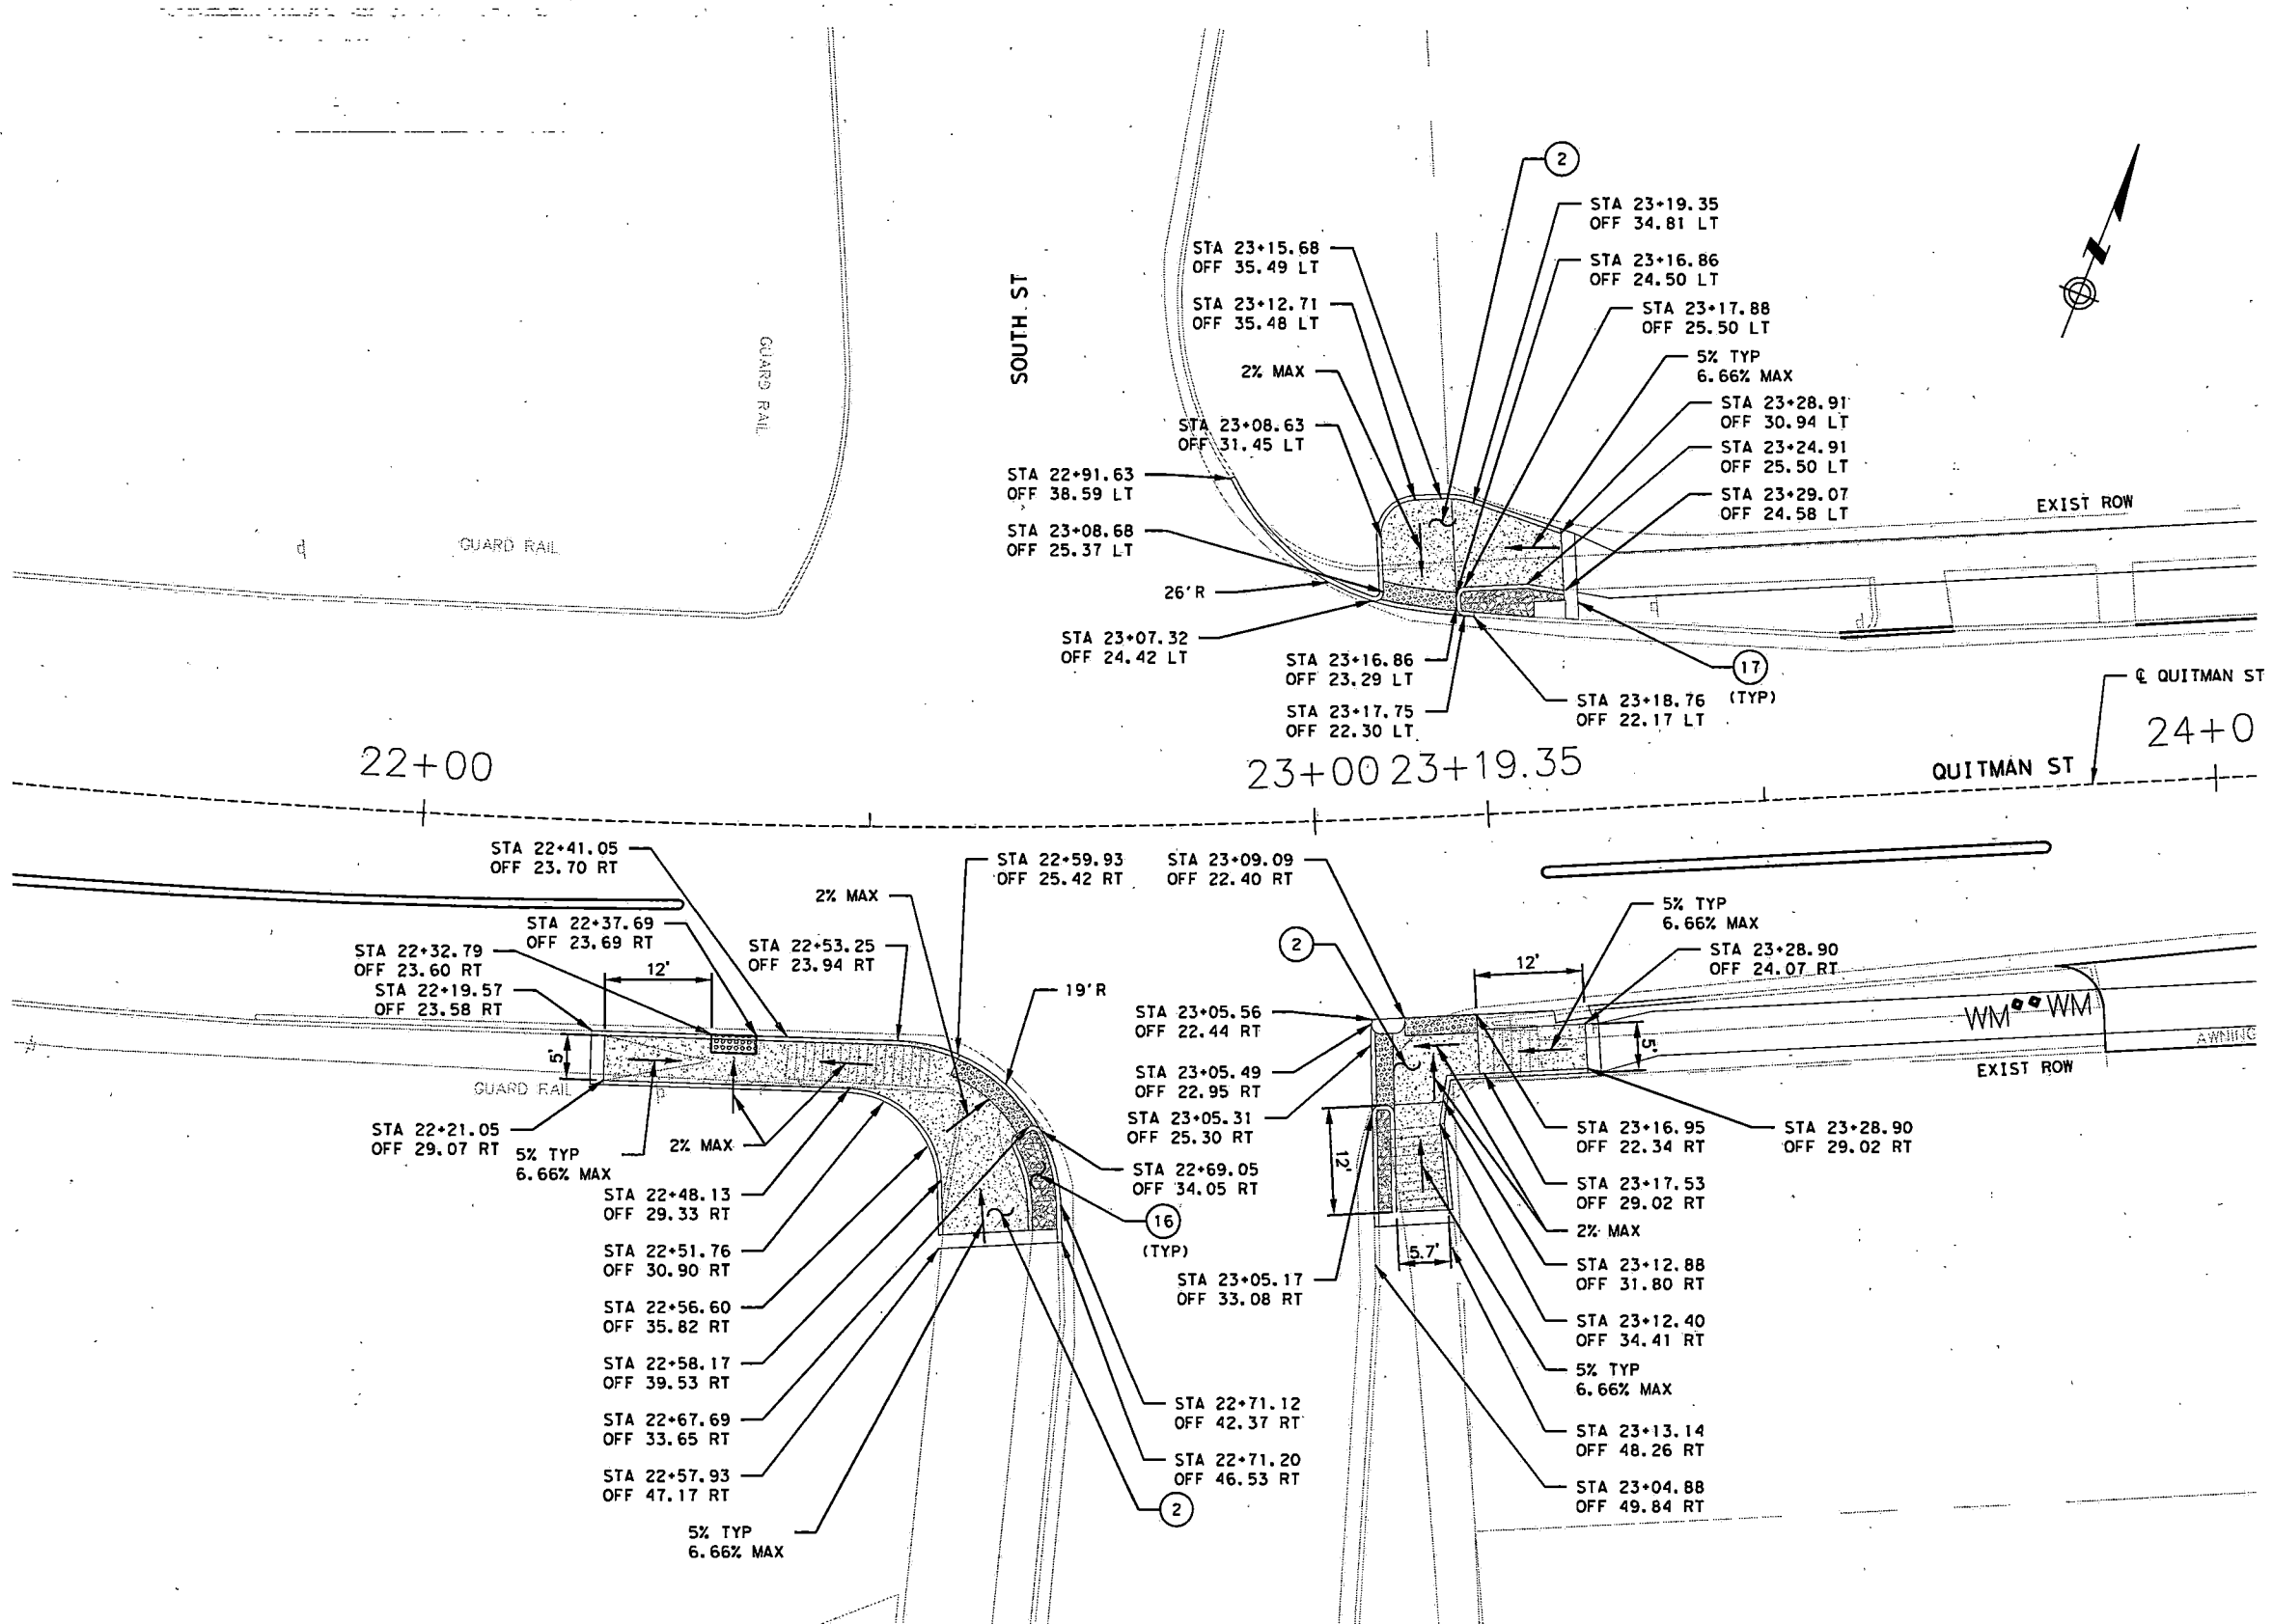 2
STA 23+19.35
OFF 34.81 LT
STA 23+15.68
OFF 35.49 LT
STA 23+16.86
OFF 24.50 LT
N
SOUTH ST
STA 23+12.71
OFF 35.48 LT
STA 23+17.88
OFF 25.50 LT
GUARD RAIL
2% MAX
5% TYP
6.66% MAX
STA 23+28.91
OFF 30.94 LT
STA 23+08.63
OFF 31.45 LT
STA 23+24.91
OFF 25.50 LT
STA 22+91.63
OFF 38.59 LT
STA 23+29.07
OFF 24.58 LT
EXIST ROW
GUARD RAIL
STA 23+08.68
OFF 25.37 LT
26'R
STA 23+07.32
OFF 24.42 LT
STA 23+16.86
OFF 23.29 LT
17
(TYP)
STA 23+18.76
OFF 22.17 LT
STA 23+17.75
OFF 22.30 LT
℄ QUITMAN ST
22+00
23+00
23+19.35
24+0
QUITMAN ST
STA 22+41.05
OFF 23.70 RT
STA 22+59.93
OFF 25.42 RT
STA 23+09.09
OFF 22.40 RT
2% MAX
5% TYP
6.66% MAX
STA 22+37.69
OFF 23.69 RT
STA 22+32.79
OFF 23.60 RT
STA 22+53.25
OFF 23.94 RT
2
STA 23+28.90
OFF 24.07 RT
12'
12'
STA 22+19.57
OFF 23.58 RT
19'R
STA 23+05.56
OFF 22.44 RT
WM WM
5'
5'
AWNING
GUARD RAIL
EXIST ROW
STA 23+05.49
OFF 22.95 RT
STA 23+05.31
OFF 25.30 RT
STA 22+21.05
OFF 29.07 RT
5% TYP
6.66% MAX
2% MAX
STA 23+16.95
OFF 22.34 RT
STA 23+28.90
OFF 29.02 RT
12'
STA 22+69.05
OFF 34.05 RT
STA 22+48.13
OFF 29.33 RT
STA 23+17.53
OFF 29.02 RT
16
(TYP)
2% MAX
STA 22+51.76
OFF 30.90 RT
5.7'
STA 23+12.88
OFF 31.80 RT
STA 23+05.17
OFF 33.08 RT
STA 22+56.60
OFF 35.82 RT
STA 23+12.40
OFF 34.41 RT
STA 22+58.17
OFF 39.53 RT
5% TYP
6.66% MAX
STA 22+71.12
OFF 42.37 RT
STA 22+67.69
OFF 33.65 RT
STA 23+13.14
OFF 48.26 RT
STA 22+71.20
OFF 46.53 RT
STA 22+57.93
OFF 47.17 RT
STA 23+04.88
OFF 49.84 RT
2
5% TYP
6.66% MAX